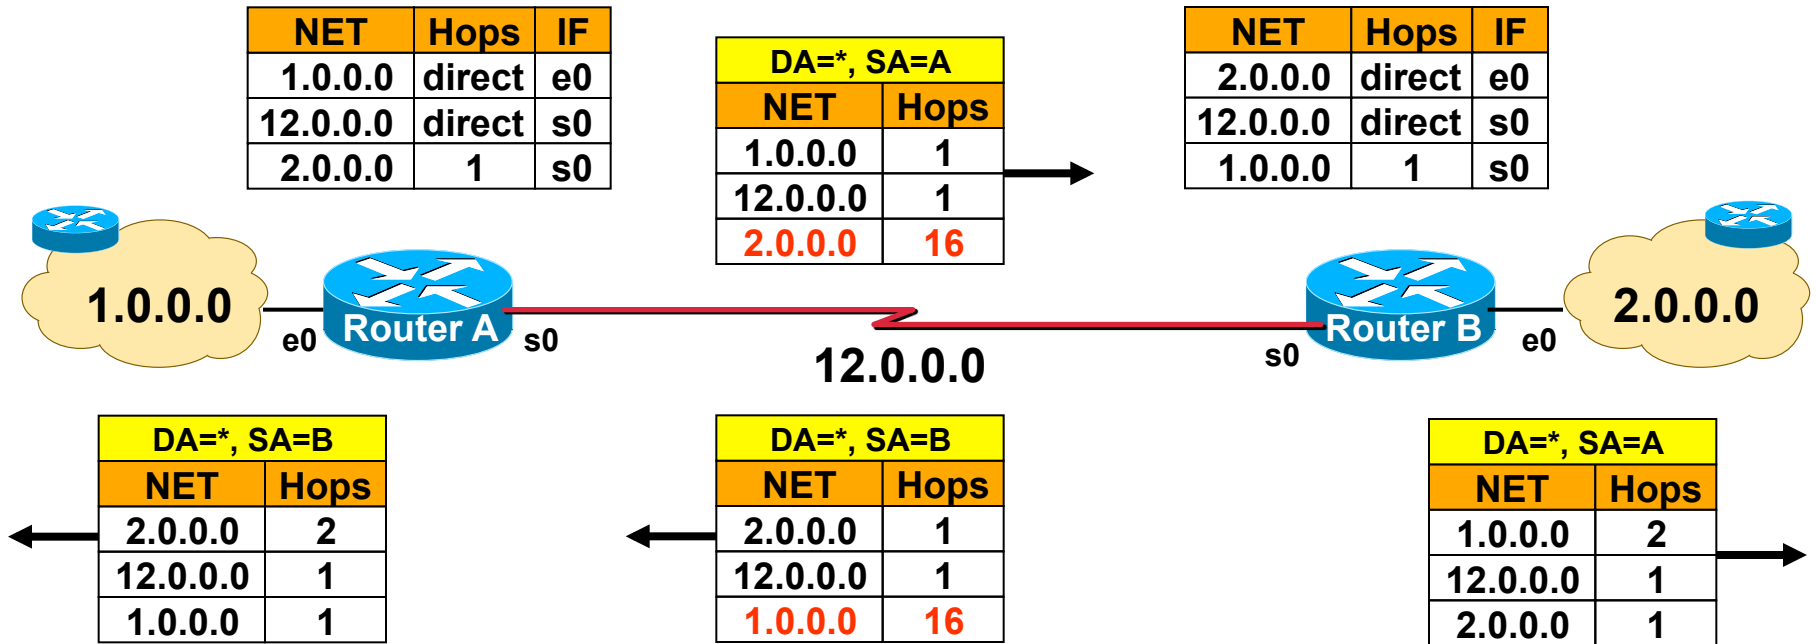 NET Hops IF
1.0.0.0 direct e0
12.0.0.0 direct s0
2.0.0.0 1 s0
DA=*, SA=A
NET Hops
1.0.0.0 1
12.0.0.0 1
2.0.0.0 16
NET Hops IF
2.0.0.0 direct e0
12.0.0.0 direct s0
1.0.0.0 1 s0
1.0.0.0
e0
Router A
s0
12.0.0.0
s0
Router B
e0
2.0.0.0
DA=*, SA=B
NET Hops
2.0.0.0 2
12.0.0.0 1
1.0.0.0 1
DA=*, SA=B
NET Hops
2.0.0.0 1
12.0.0.0 1
1.0.0.0 16
DA=*, SA=A
NET Hops
1.0.0.0 2
12.0.0.0 1
2.0.0.0 1